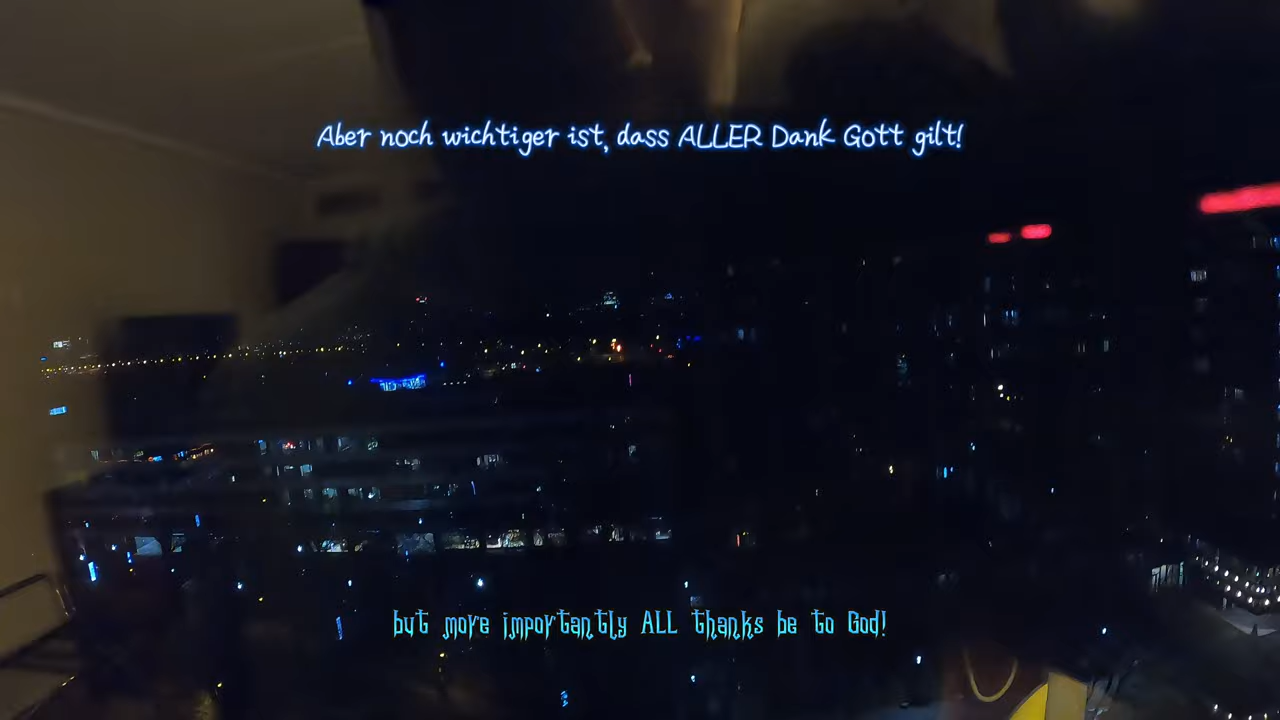 Aber noch wichtiger ist, dass ALLER Dank Gott gilt!
but more importantly ALL thanks be to God!